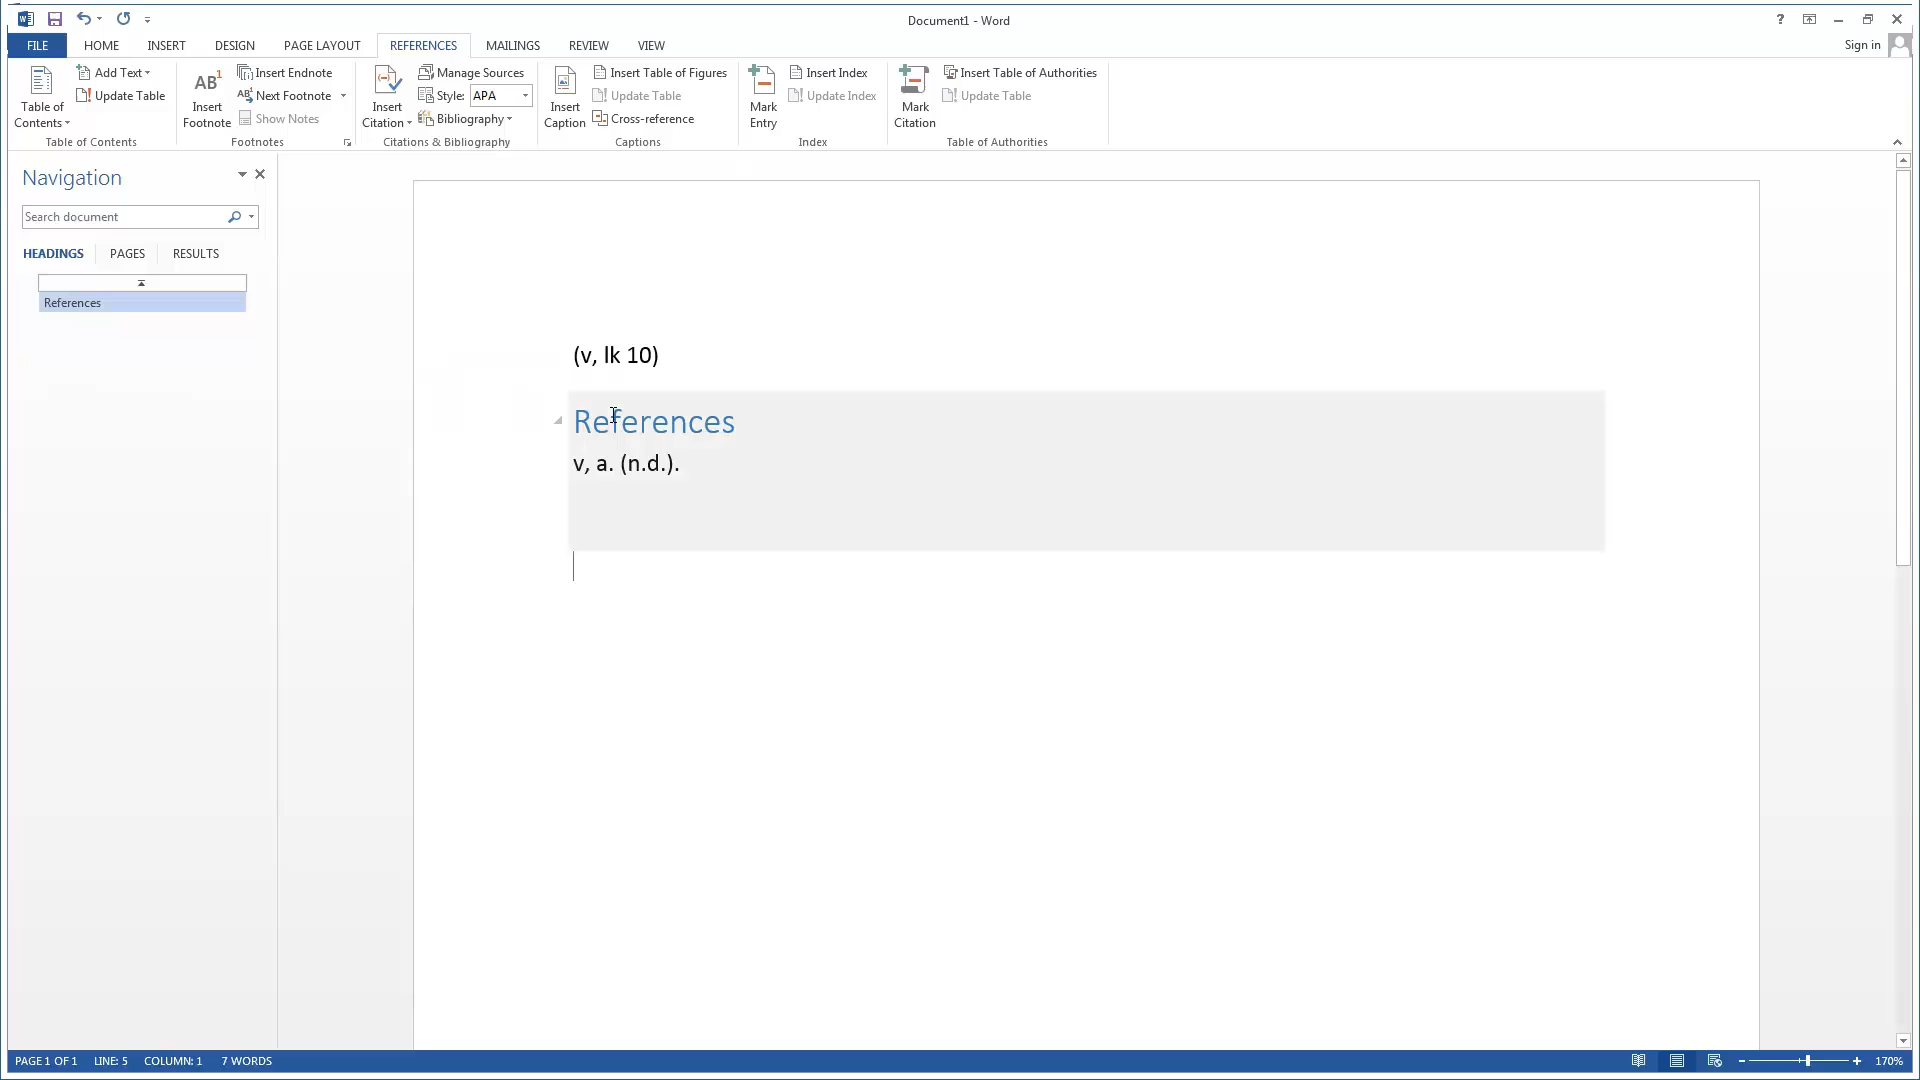 Document1 - Word
?
FILE
HOME
INSERT
DESIGN
PAGE LAYOUT
REFERENCES
MAILINGS
REVIEW
VIEW
Sign in
Table of
Contents
Add Text
Update Table
Table of Contents
AB1
Insert
Footnote
Insert Endnote
AB Next Footnote
Show Notes
Footnotes
Insert
Citation
Manage Sources
Style: APA
Bibliography
Citations & Bibliography
Insert
Caption
Insert Table of Figures
Update Table
Cross-reference
Captions
Mark
Entry
Insert Index
Update Index
Index
Mark
Citation
Insert Table of Authorities
Update Table
Table of Authorities
Navigation
Search document
HEADINGS
PAGES
RESULTS
References
(v, lk 10)
References
v, a. (n.d.).
PAGE 1 OF 1
LINE: 5
COLUMN: 1
7 WORDS
170%